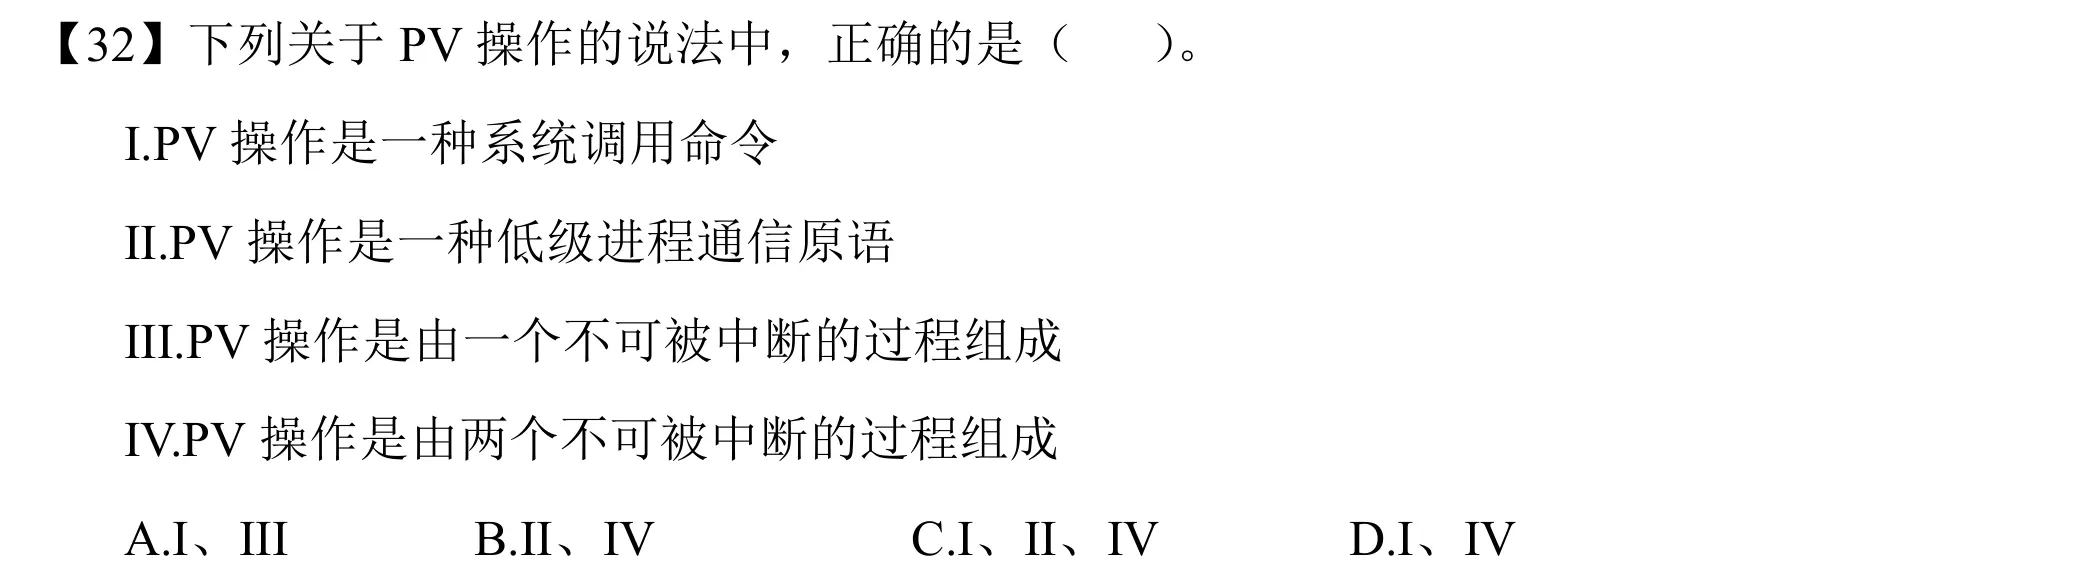 【32】下列关于 PV 操作的说法中，正确的是（　　）。
I.PV 操作是一种系统调用命令
II.PV 操作是一种低级进程通信原语
III.PV 操作是由一个不可被中断的过程组成
IV.PV 操作是由两个不可被中断的过程组成
A.I、III　　B.II、IV　　C.I、II、IV　　D.I、IV